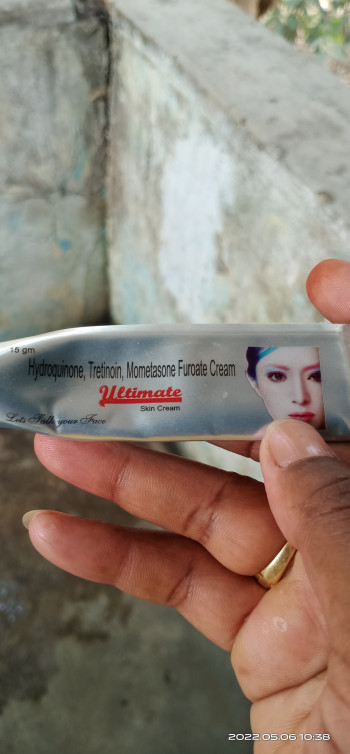 15 gm
Hydroquinone, Tretinoin, Mometasone Furoate Cream
Ultimate
Skin Cream
Lets Talk your Face
2022.05.06 10:38